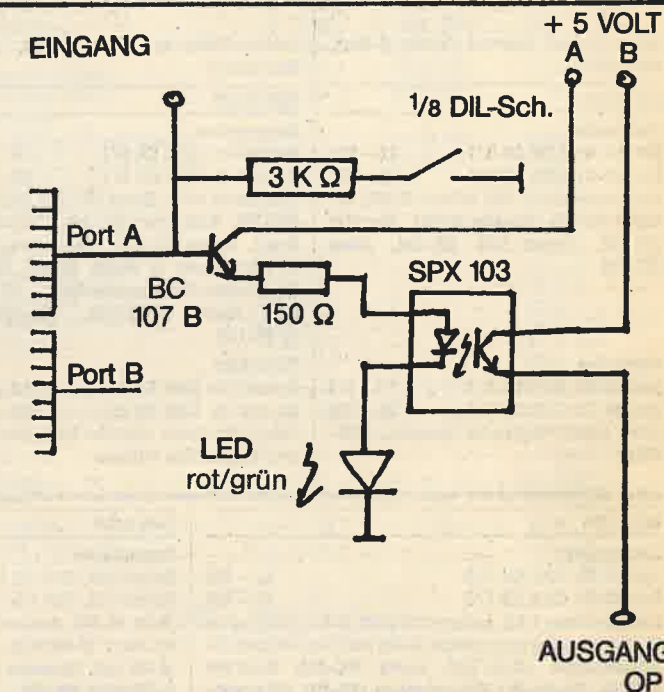 EINGANG
+ 5 VOLT
A B
1/8 DIL-Sch.
3 K Ω
Port A
BC
107 B
150 Ω
SPX 103
Port B
LED
rot/grün
AUSGANG
OP